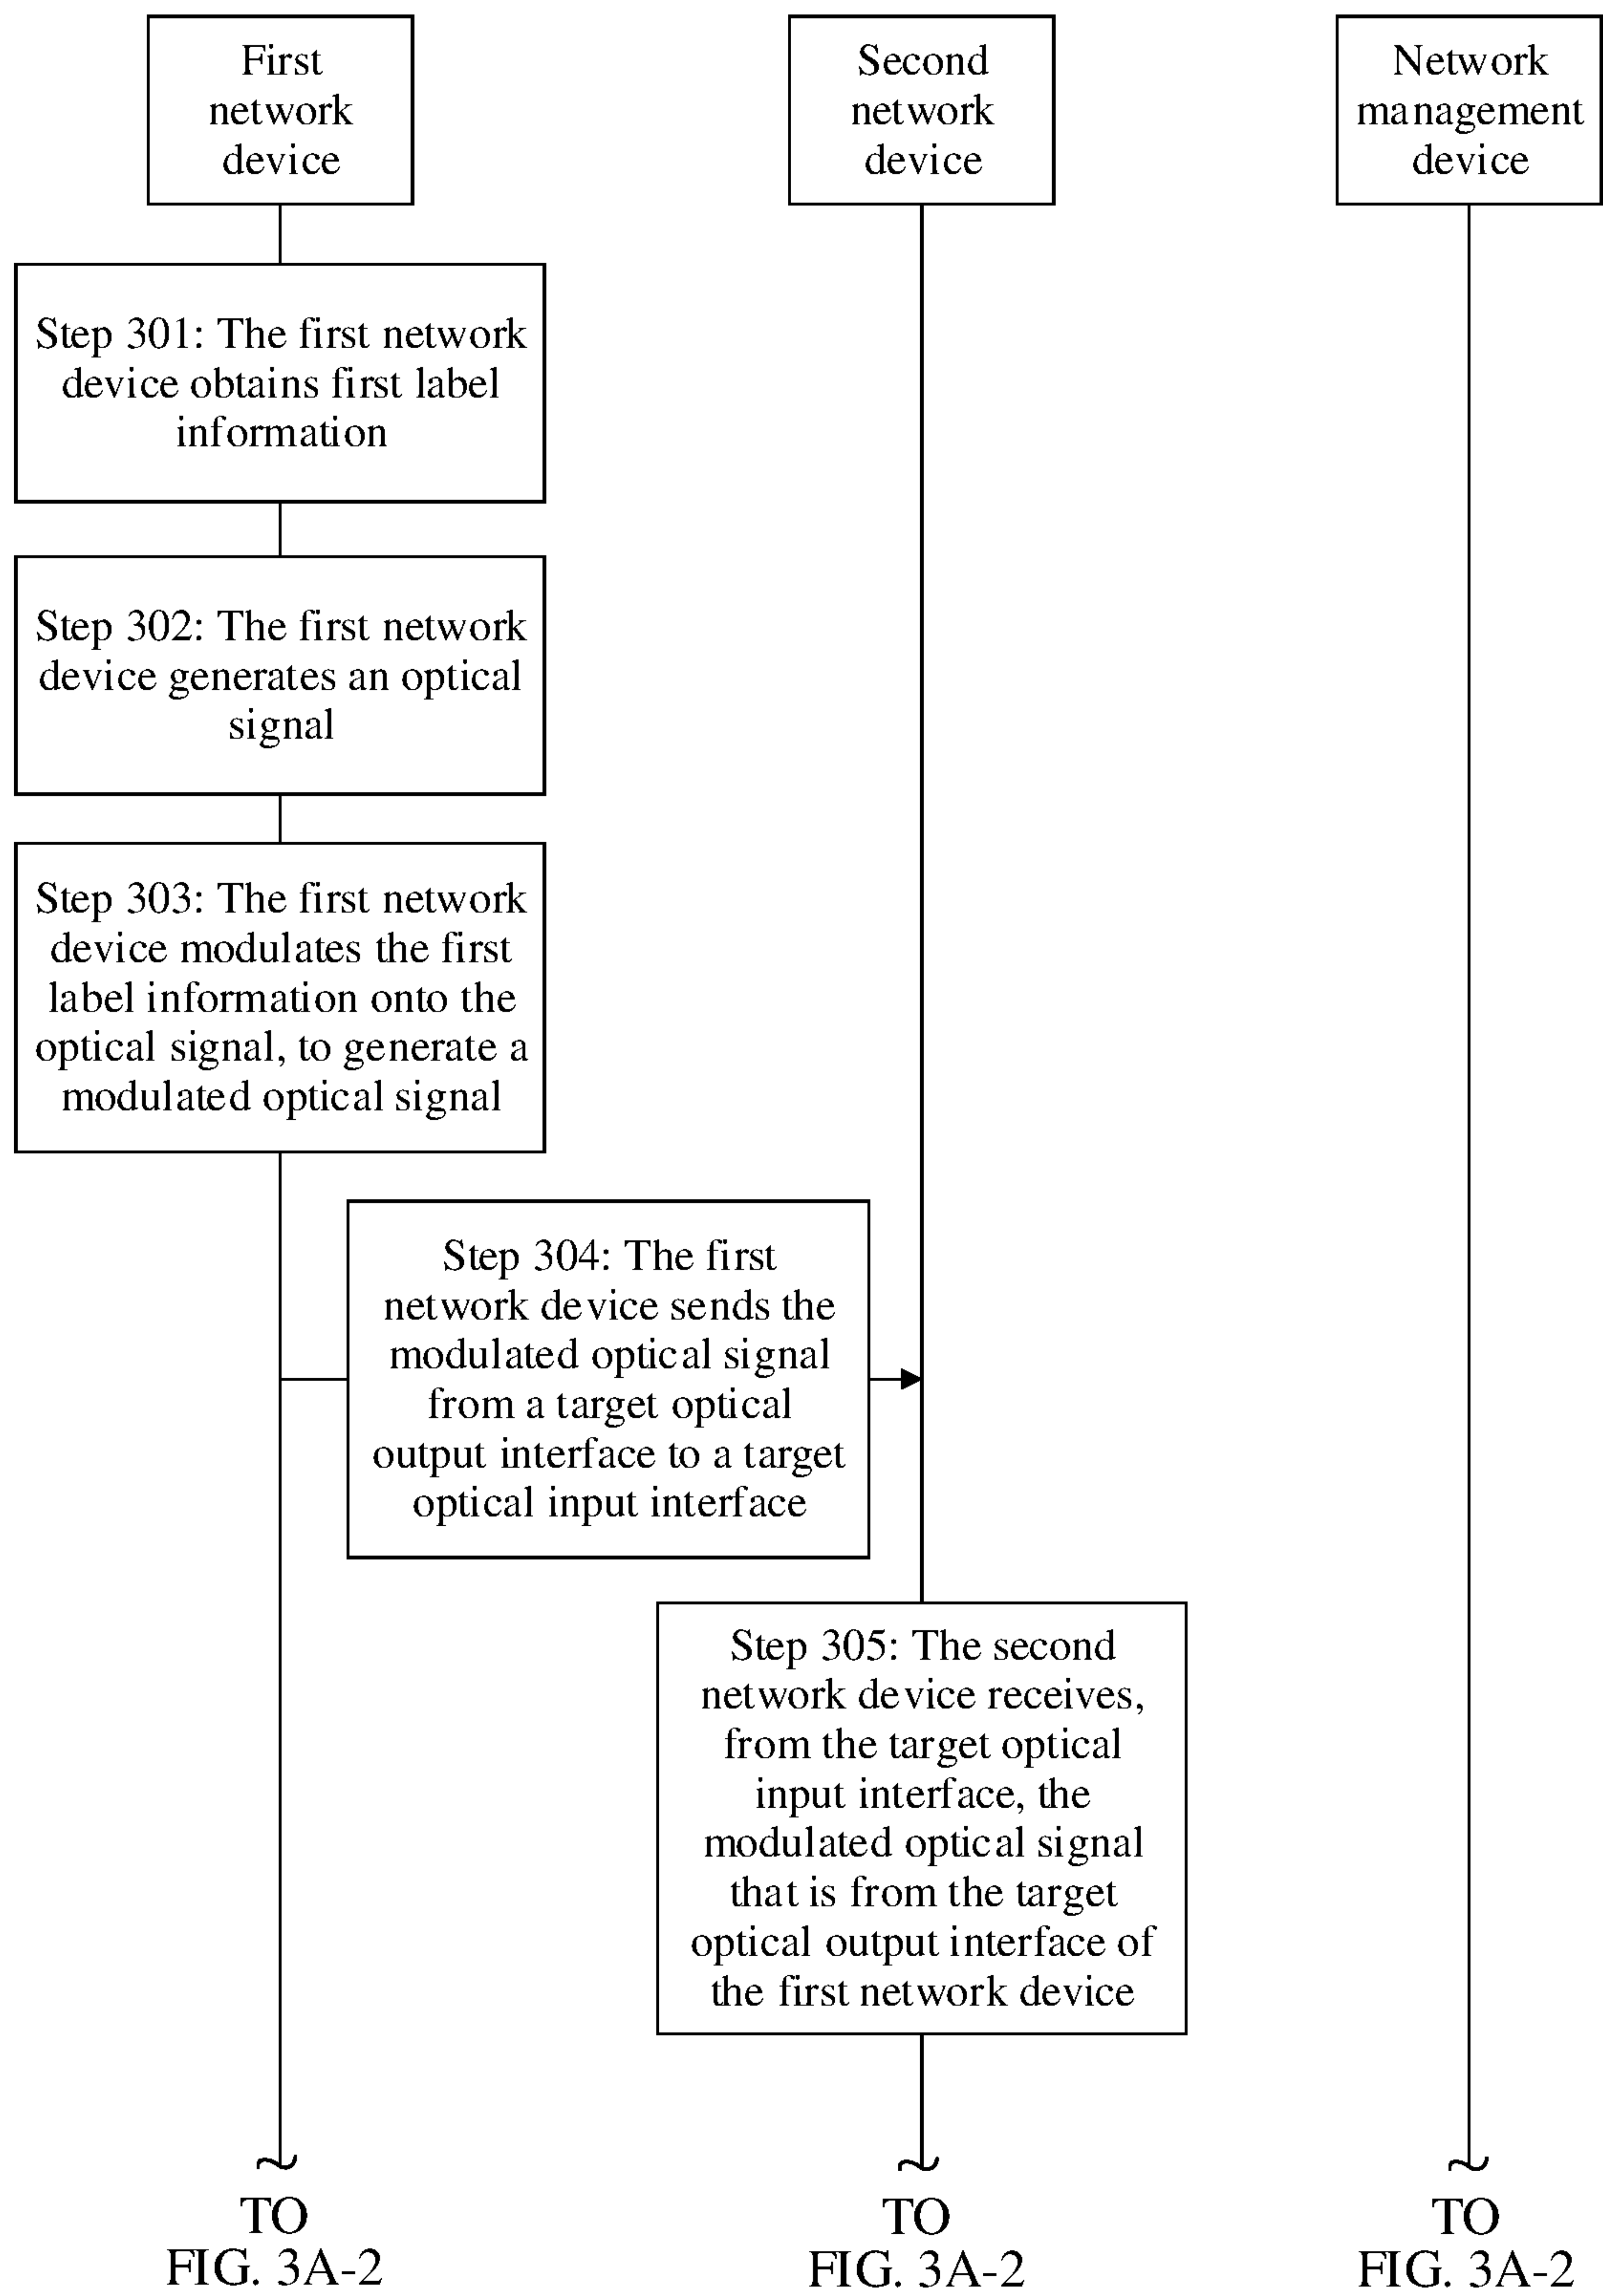 First
network
device
Second
network
device
Network
management
device
Step 301: The first network
device obtains first label
information
Step 302: The first network
device generates an optical
signal
Step 303: The first network
device modulates the first
label information onto the
optical signal, to generate a
modulated optical signal
Step 304: The first
network device sends the
modulated optical signal
from a target optical
output interface to a target
optical input interface
Step 305: The second
network device receives,
from the target optical
input interface, the
modulated optical signal
that is from the target
optical output interface of
the first network device
TO
FIG. 3A-2
TO
FIG. 3A-2
TO
FIG. 3A-2